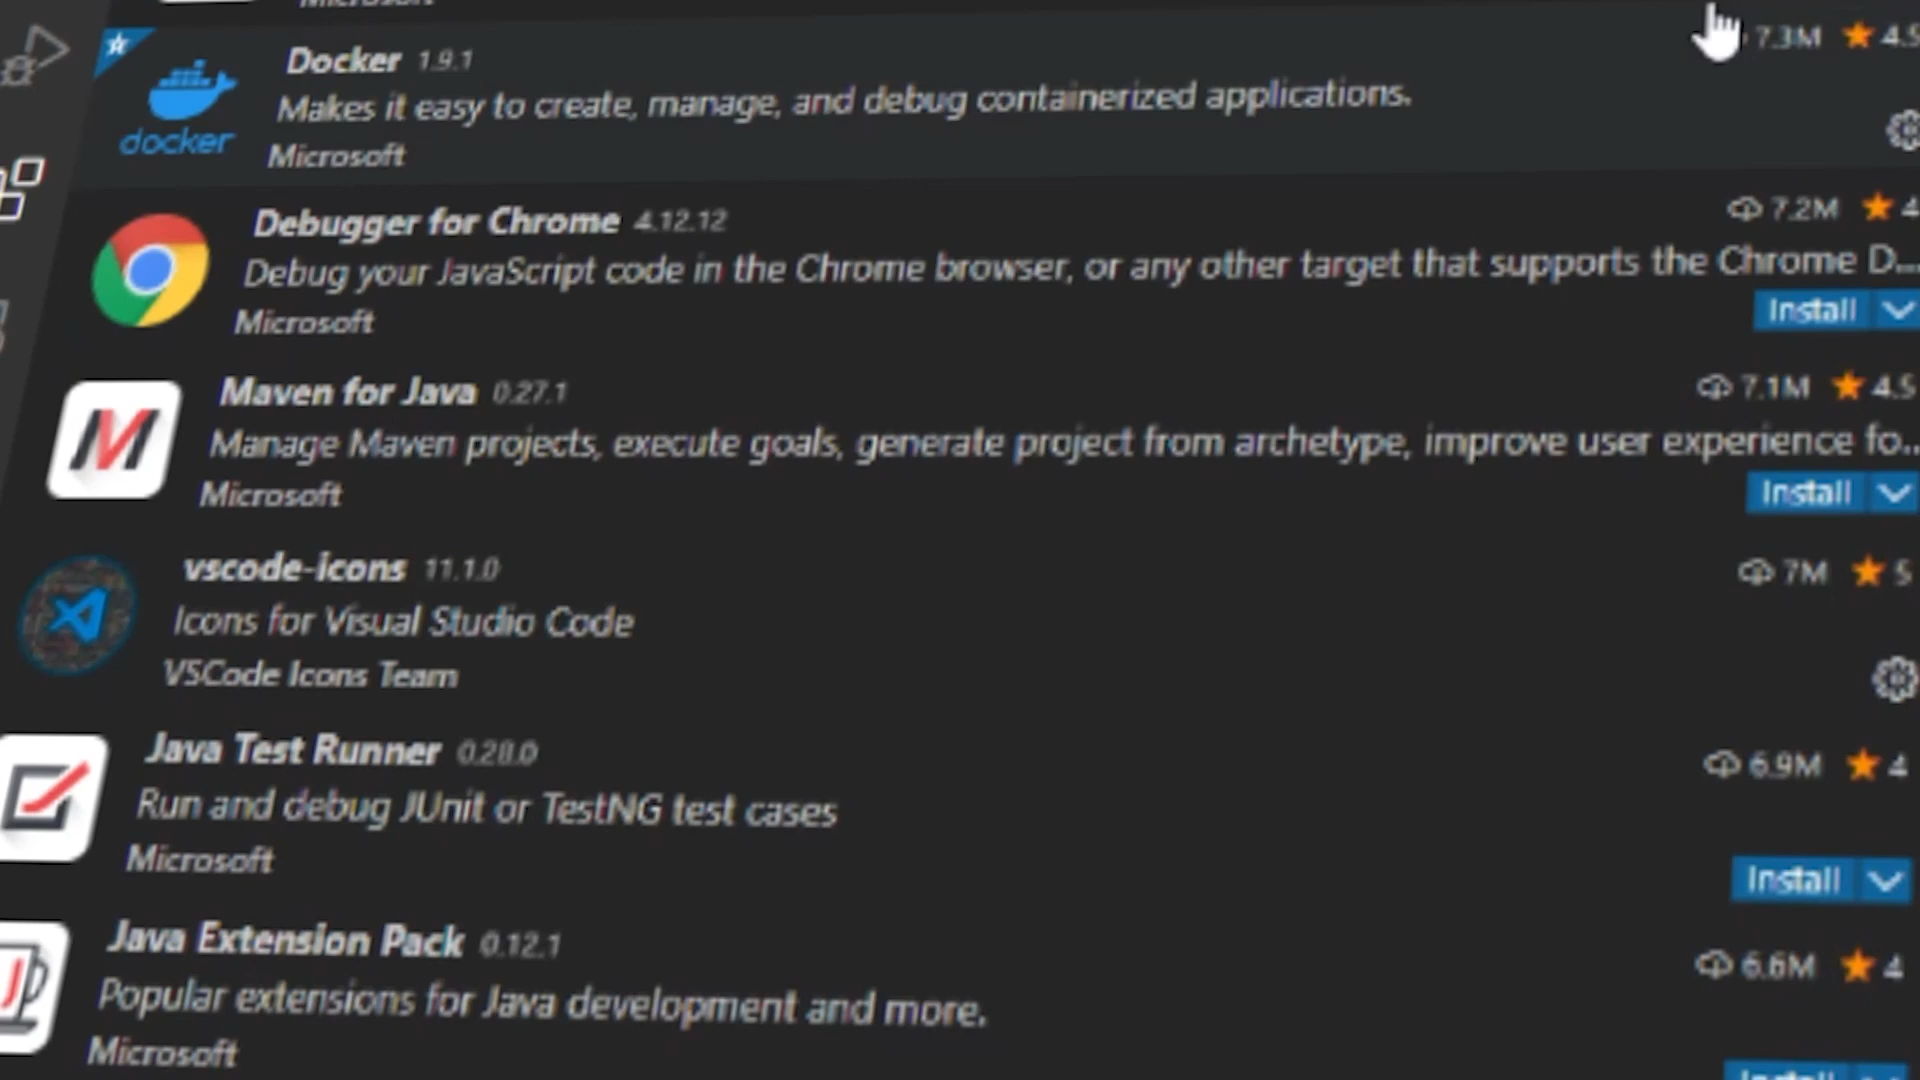 Microsoft
Docker 1.9.1 7.3M 4.5
Makes it easy to create, manage, and debug containerized applications.
docker
Microsoft
Debugger for Chrome 4.12.12 7.2M 4
Debug your JavaScript code in the Chrome browser, or any other target that supports the Chrome D...
Microsoft Install
Maven for Java 0.27.1 7.1M 4.5
Manage Maven projects, execute goals, generate project from archetype, improve user experience fo...
Microsoft Install
vscode-icons 11.1.0 7M 5
Icons for Visual Studio Code
VSCode Icons Team
Java Test Runner 0.28.0 6.9M 4
Run and debug JUnit or TestNG test cases
Microsoft
Install
Java Extension Pack 0.12.1 6.6M 4
Popular extensions for Java development and more.
Microsoft
Install